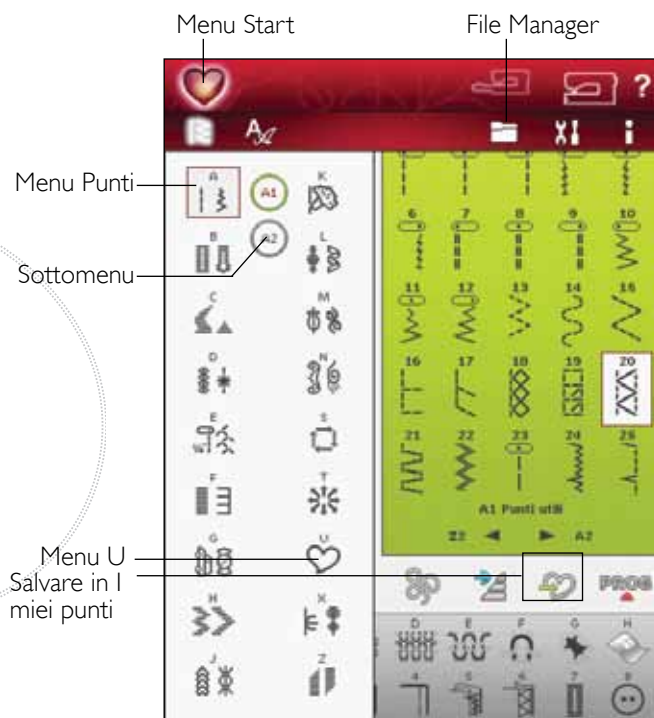 Menu Start
File Manager
?
A
Menu Punti
A
A1
K
B
A2
L
Sottomenu
C
M
D
N
E
S
F
T
G
U
Menu U
Salvare in I
miei punti
H
X
J
Z
6 7 8 9 10
11 12 13 14 15
16 17 18 19 20
21 22 23 24 25
A1 Punti utili
Z2 A2
PROG
D E F G H
4 5 6 7 8